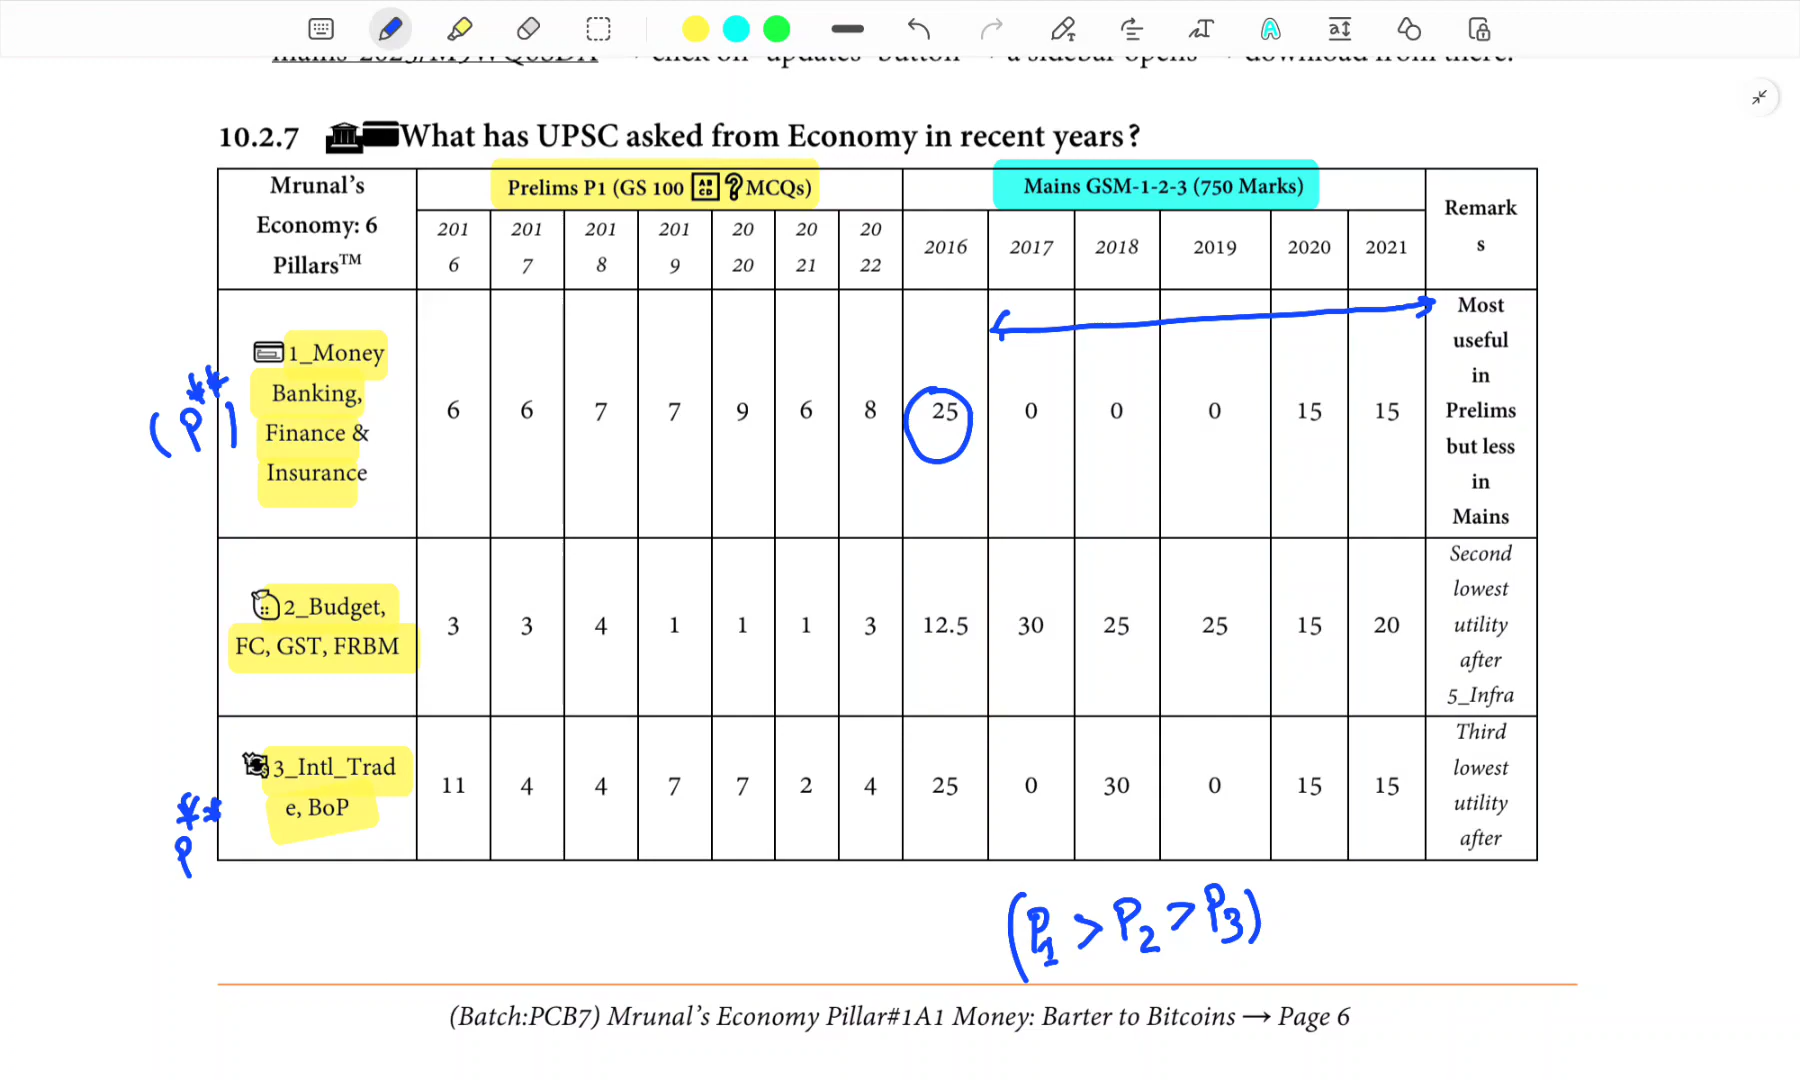 10.2.7 What has UPSC asked from Economy in recent years?
Mrunal's Economy: 6 Pillars™ | Prelims P1 (GS 100 MCQs) | Mains GSM-1-2-3 (750 Marks) | Remarks
2016 2017 2018 2019 2020 2021 2022 2016 2017 2018 2019 2020 2021
1_Money Banking, Finance & Insurance 6 6 7 7 9 6 8 25 0 0 0 15 15 Most useful in Prelims but less in Mains
(P**)
2_Budget, FC, GST, FRBM 3 3 4 1 1 1 3 12.5 30 25 25 15 20 Second lowest utility after 5_Infra
3_Intl_Trade, BoP 11 4 4 7 7 2 4 25 0 30 0 15 15 Third lowest utility after
**
P
(P1 > P2 > P3)
(Batch:PCB7) Mrunal's Economy Pillar#1A1 Money: Barter to Bitcoins → Page 6